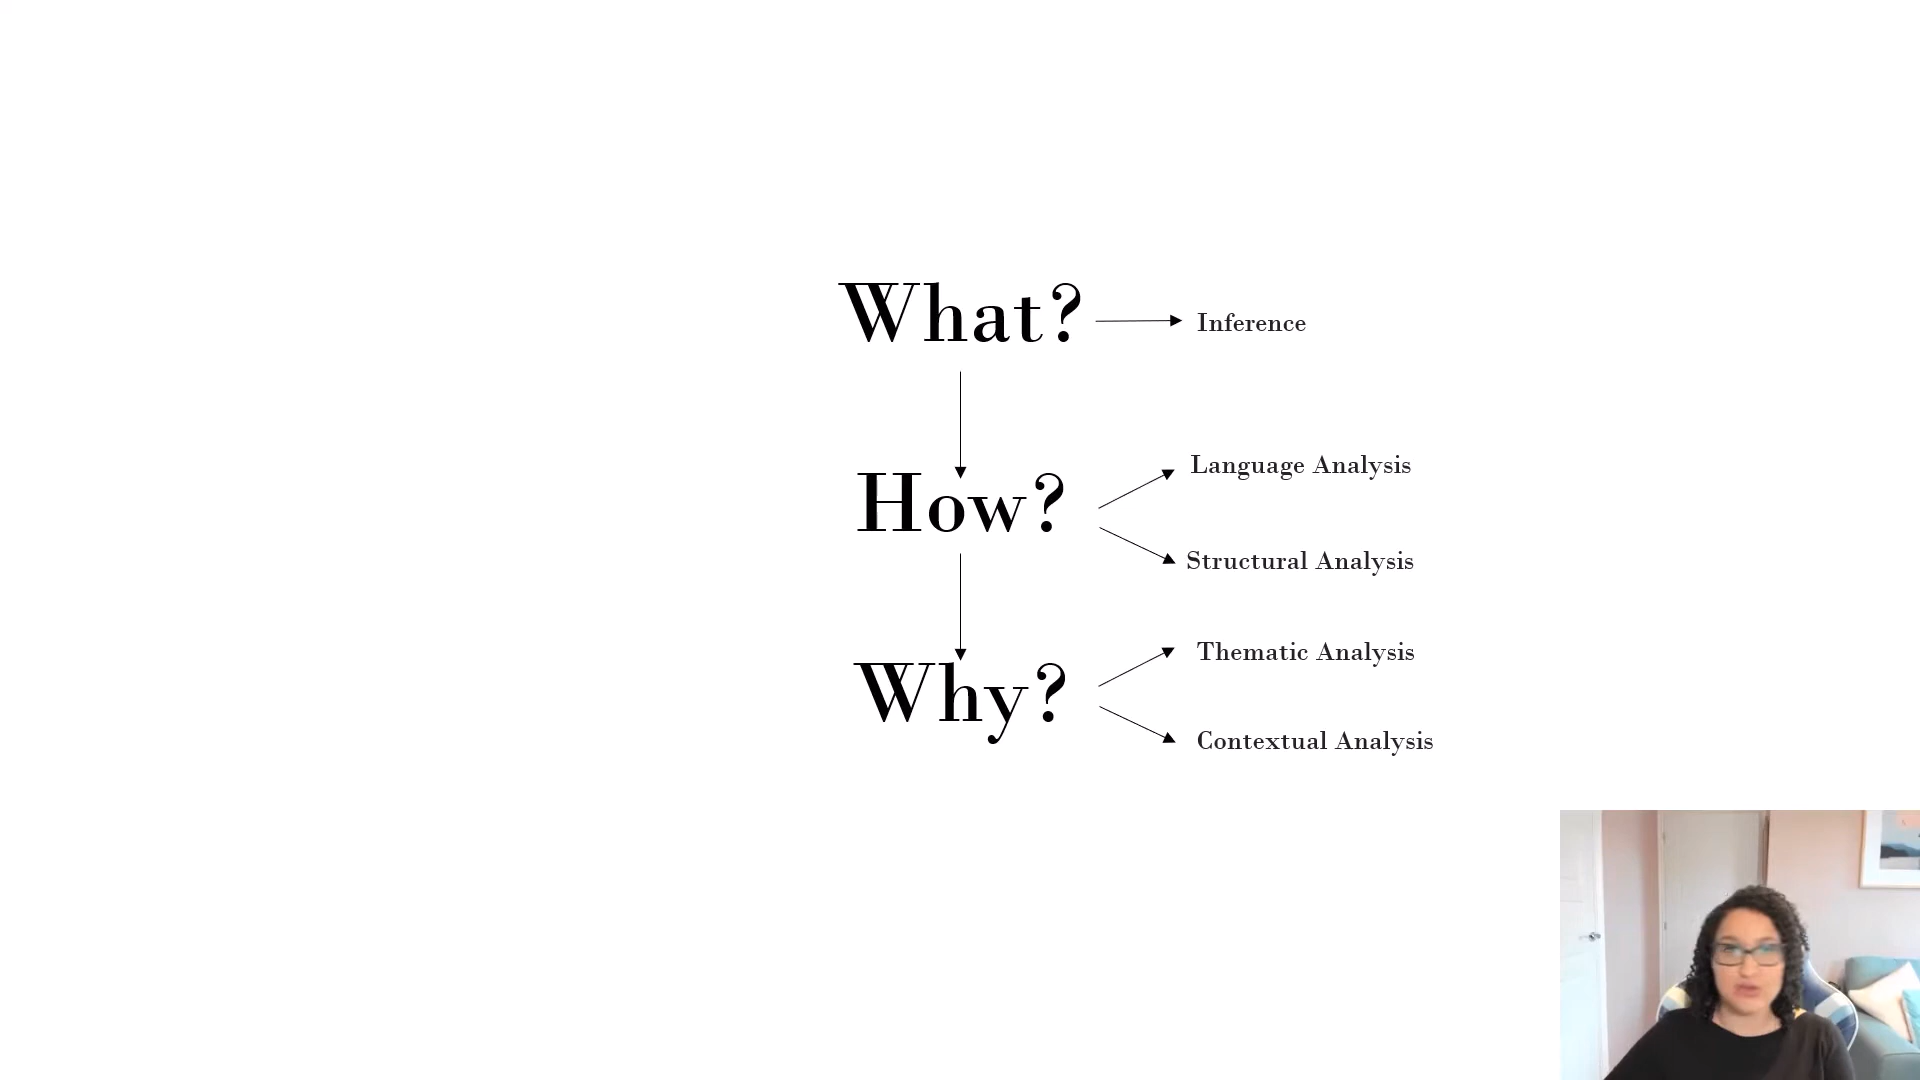 What?
Inference
How?
Language Analysis
Structural Analysis
Why?
Thematic Analysis
Contextual Analysis